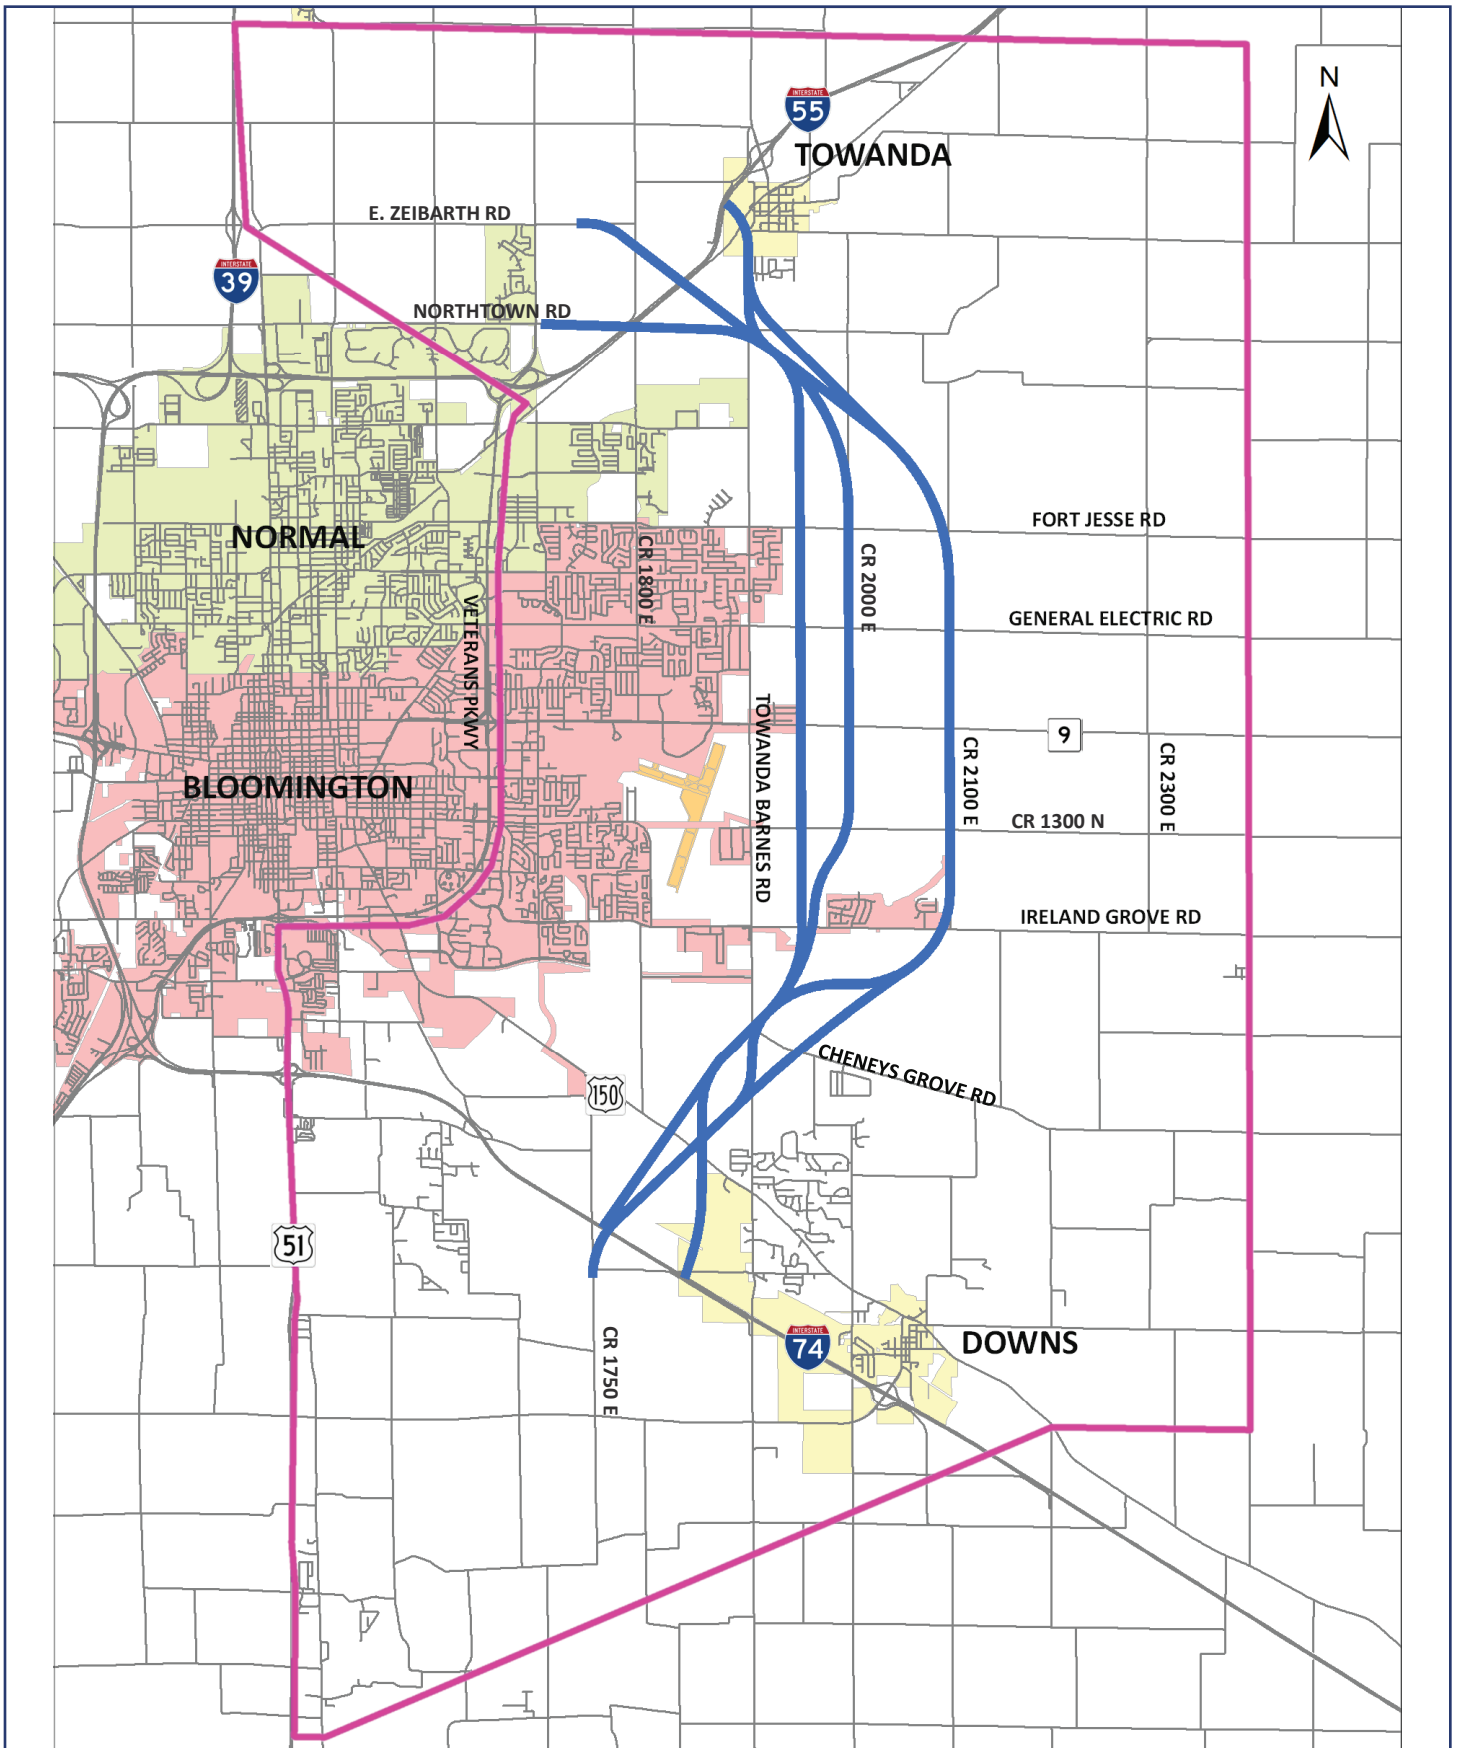 N
INTERSTATE
55
TOWANDA
E. ZEIBARTH RD
INTERSTATE
39
NORTHTOWN RD
FORT JESSE RD
NORMAL
CR 1800 E
CR 2000 E
VETERANS PKWY
GENERAL ELECTRIC RD
TOWANDA BARNES RD
9
CR 2100 E
CR 2300 E
BLOOMINGTON
CR 1300 N
IRELAND GROVE RD
CHENEYS GROVE RD
150
51
INTERSTATE
74
DOWNS
CR 1750 E